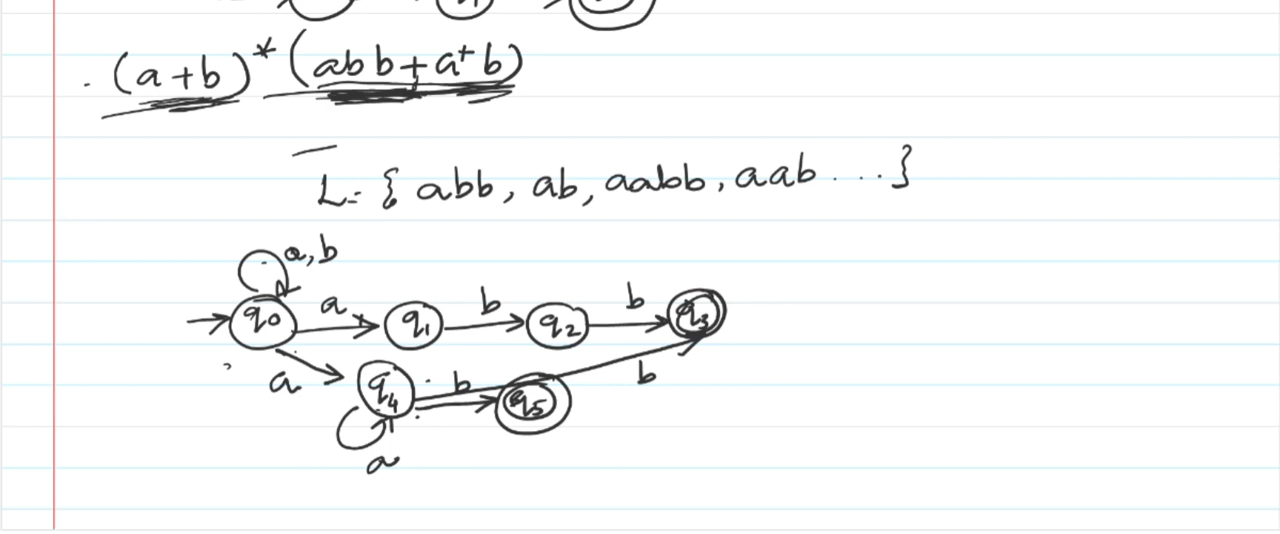 . (a+b)* (abb+a⁺b)
L = { abb, ab, aabb, aab .... }
a, b
q0 a q1 b q2 b q3
a q4 b q5 b
a